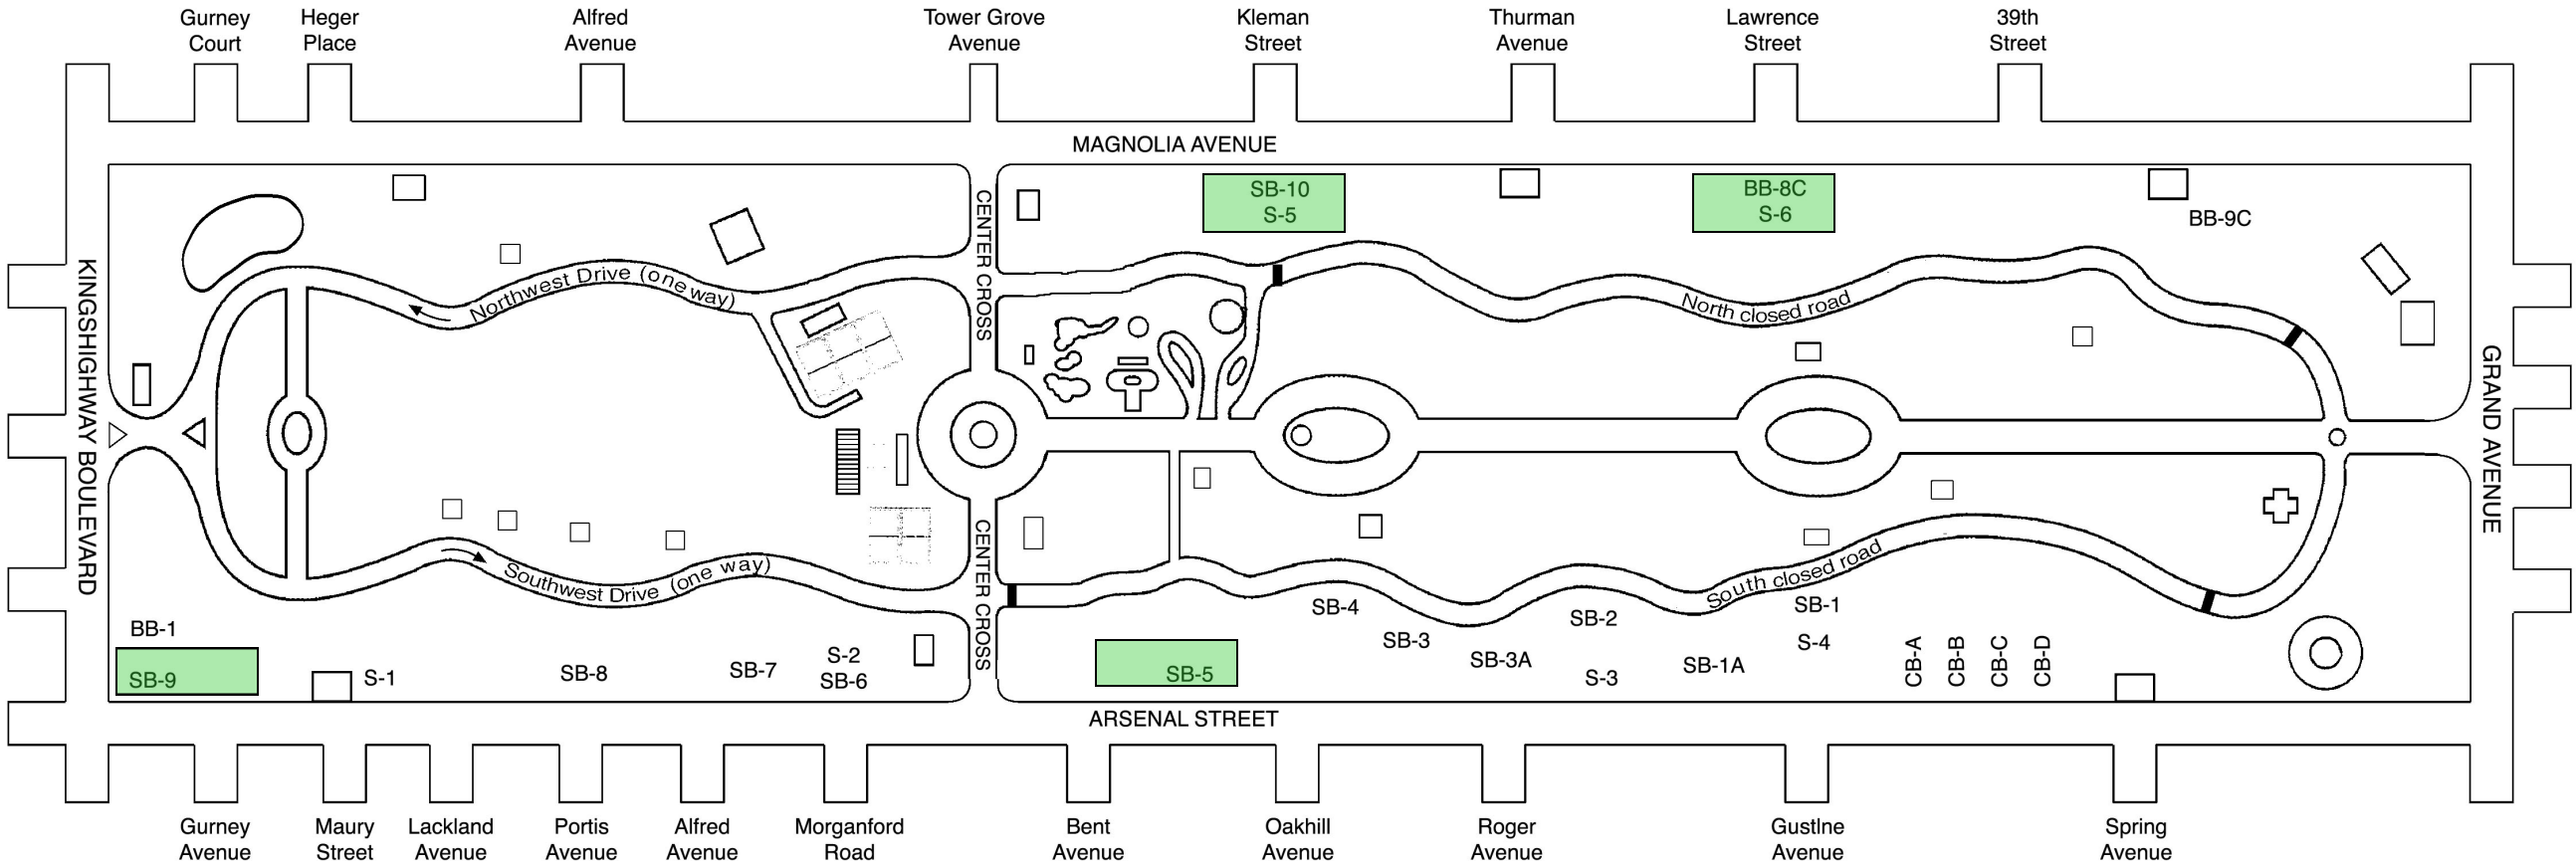 Gurney
Court
Heger
Place
Alfred
Avenue
Tower Grove
Avenue
Kleman
Street
Thurman
Avenue
Lawrence
Street
39th
Street
MAGNOLIA AVENUE
KINGSHIGHWAY BOULEVARD
CENTER CROSS
SB-10
S-5
BB-8C
S-6
BB-9C
Northwest Drive (one way)
North closed road
GRAND AVENUE
Southwest Drive (one way)
CENTER CROSS
South closed road
BB-1
SB-9
S-1
SB-8
SB-7
S-2
SB-6
SB-5
SB-4
SB-3
SB-3A
SB-2
S-3
SB-1A
SB-1
S-4
CB-A
CB-B
CB-C
CB-D
ARSENAL STREET
Gurney
Avenue
Maury
Street
Lackland
Avenue
Portis
Avenue
Alfred
Avenue
Morganford
Road
Bent
Avenue
Oakhill
Avenue
Roger
Avenue
Gustlne
Avenue
Spring
Avenue